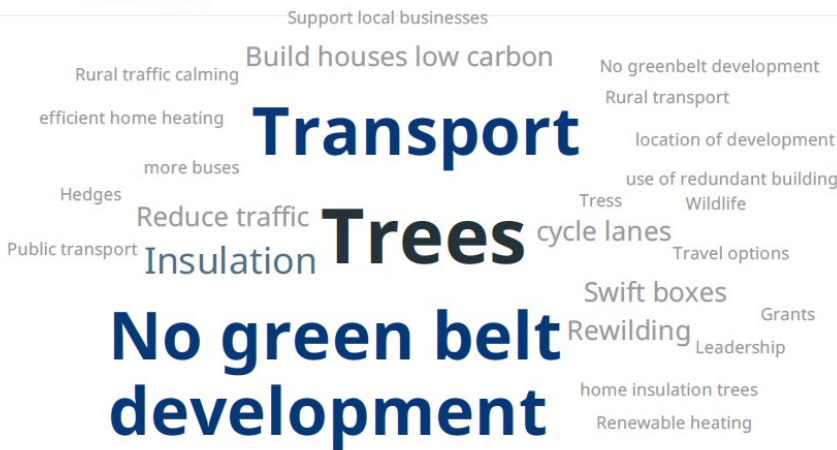 Support local businesses
Build houses low carbon
No greenbelt development
Rural traffic calming
Rural transport
efficient home heating
Transport
location of development
more buses
use of redundant building
Hedges
Tress
Wildlife
Reduce traffic
Trees
cycle lanes
Public transport
Insulation
Travel options
Swift boxes
No green belt
development
Grants
Rewilding
Leadership
home insulation trees
Renewable heating